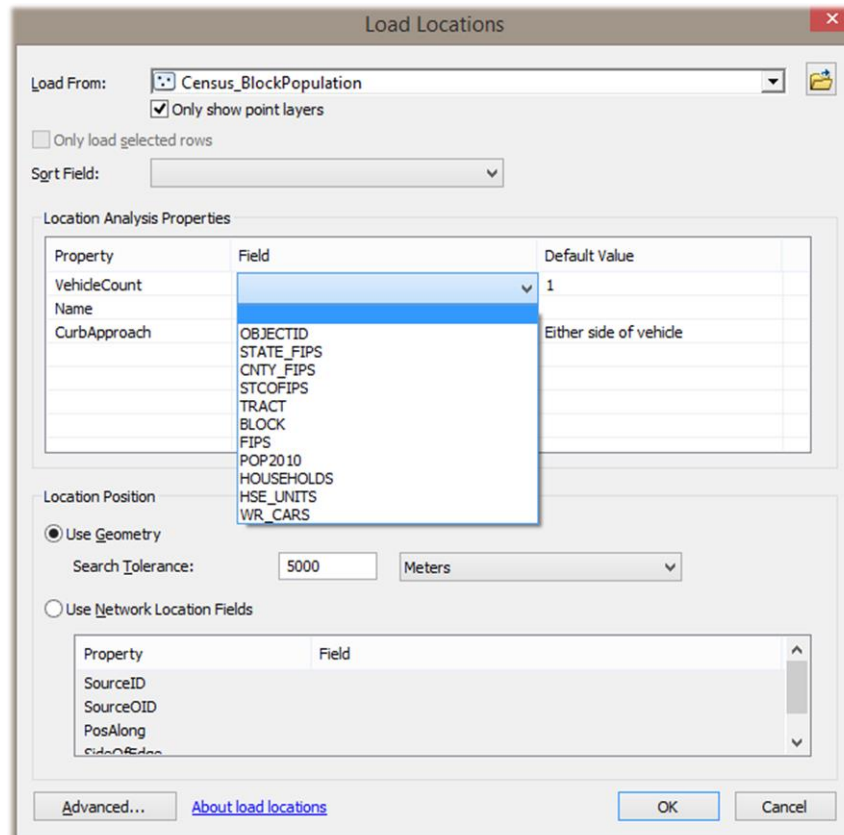 Load Locations
Load From: Census_BlockPopulation
Only show point layers
Only load selected rows
Sort Field:
Location Analysis Properties
Property Field Default Value
VehicleCount 1
Name
CurbApproach Either side of vehicle
OBJECTID
STATE_FIPS
CNTY_FIPS
STCOFIPS
TRACT
BLOCK
FIPS
POP2010
HOUSEHOLDS
HSE_UNITS
WR_CARS
Location Position
Use Geometry
Search Tolerance: 5000 Meters
Use Network Location Fields
Property Field
SourceID
SourceOID
PosAlong
SideOfEdge
Advanced... About load locations OK Cancel